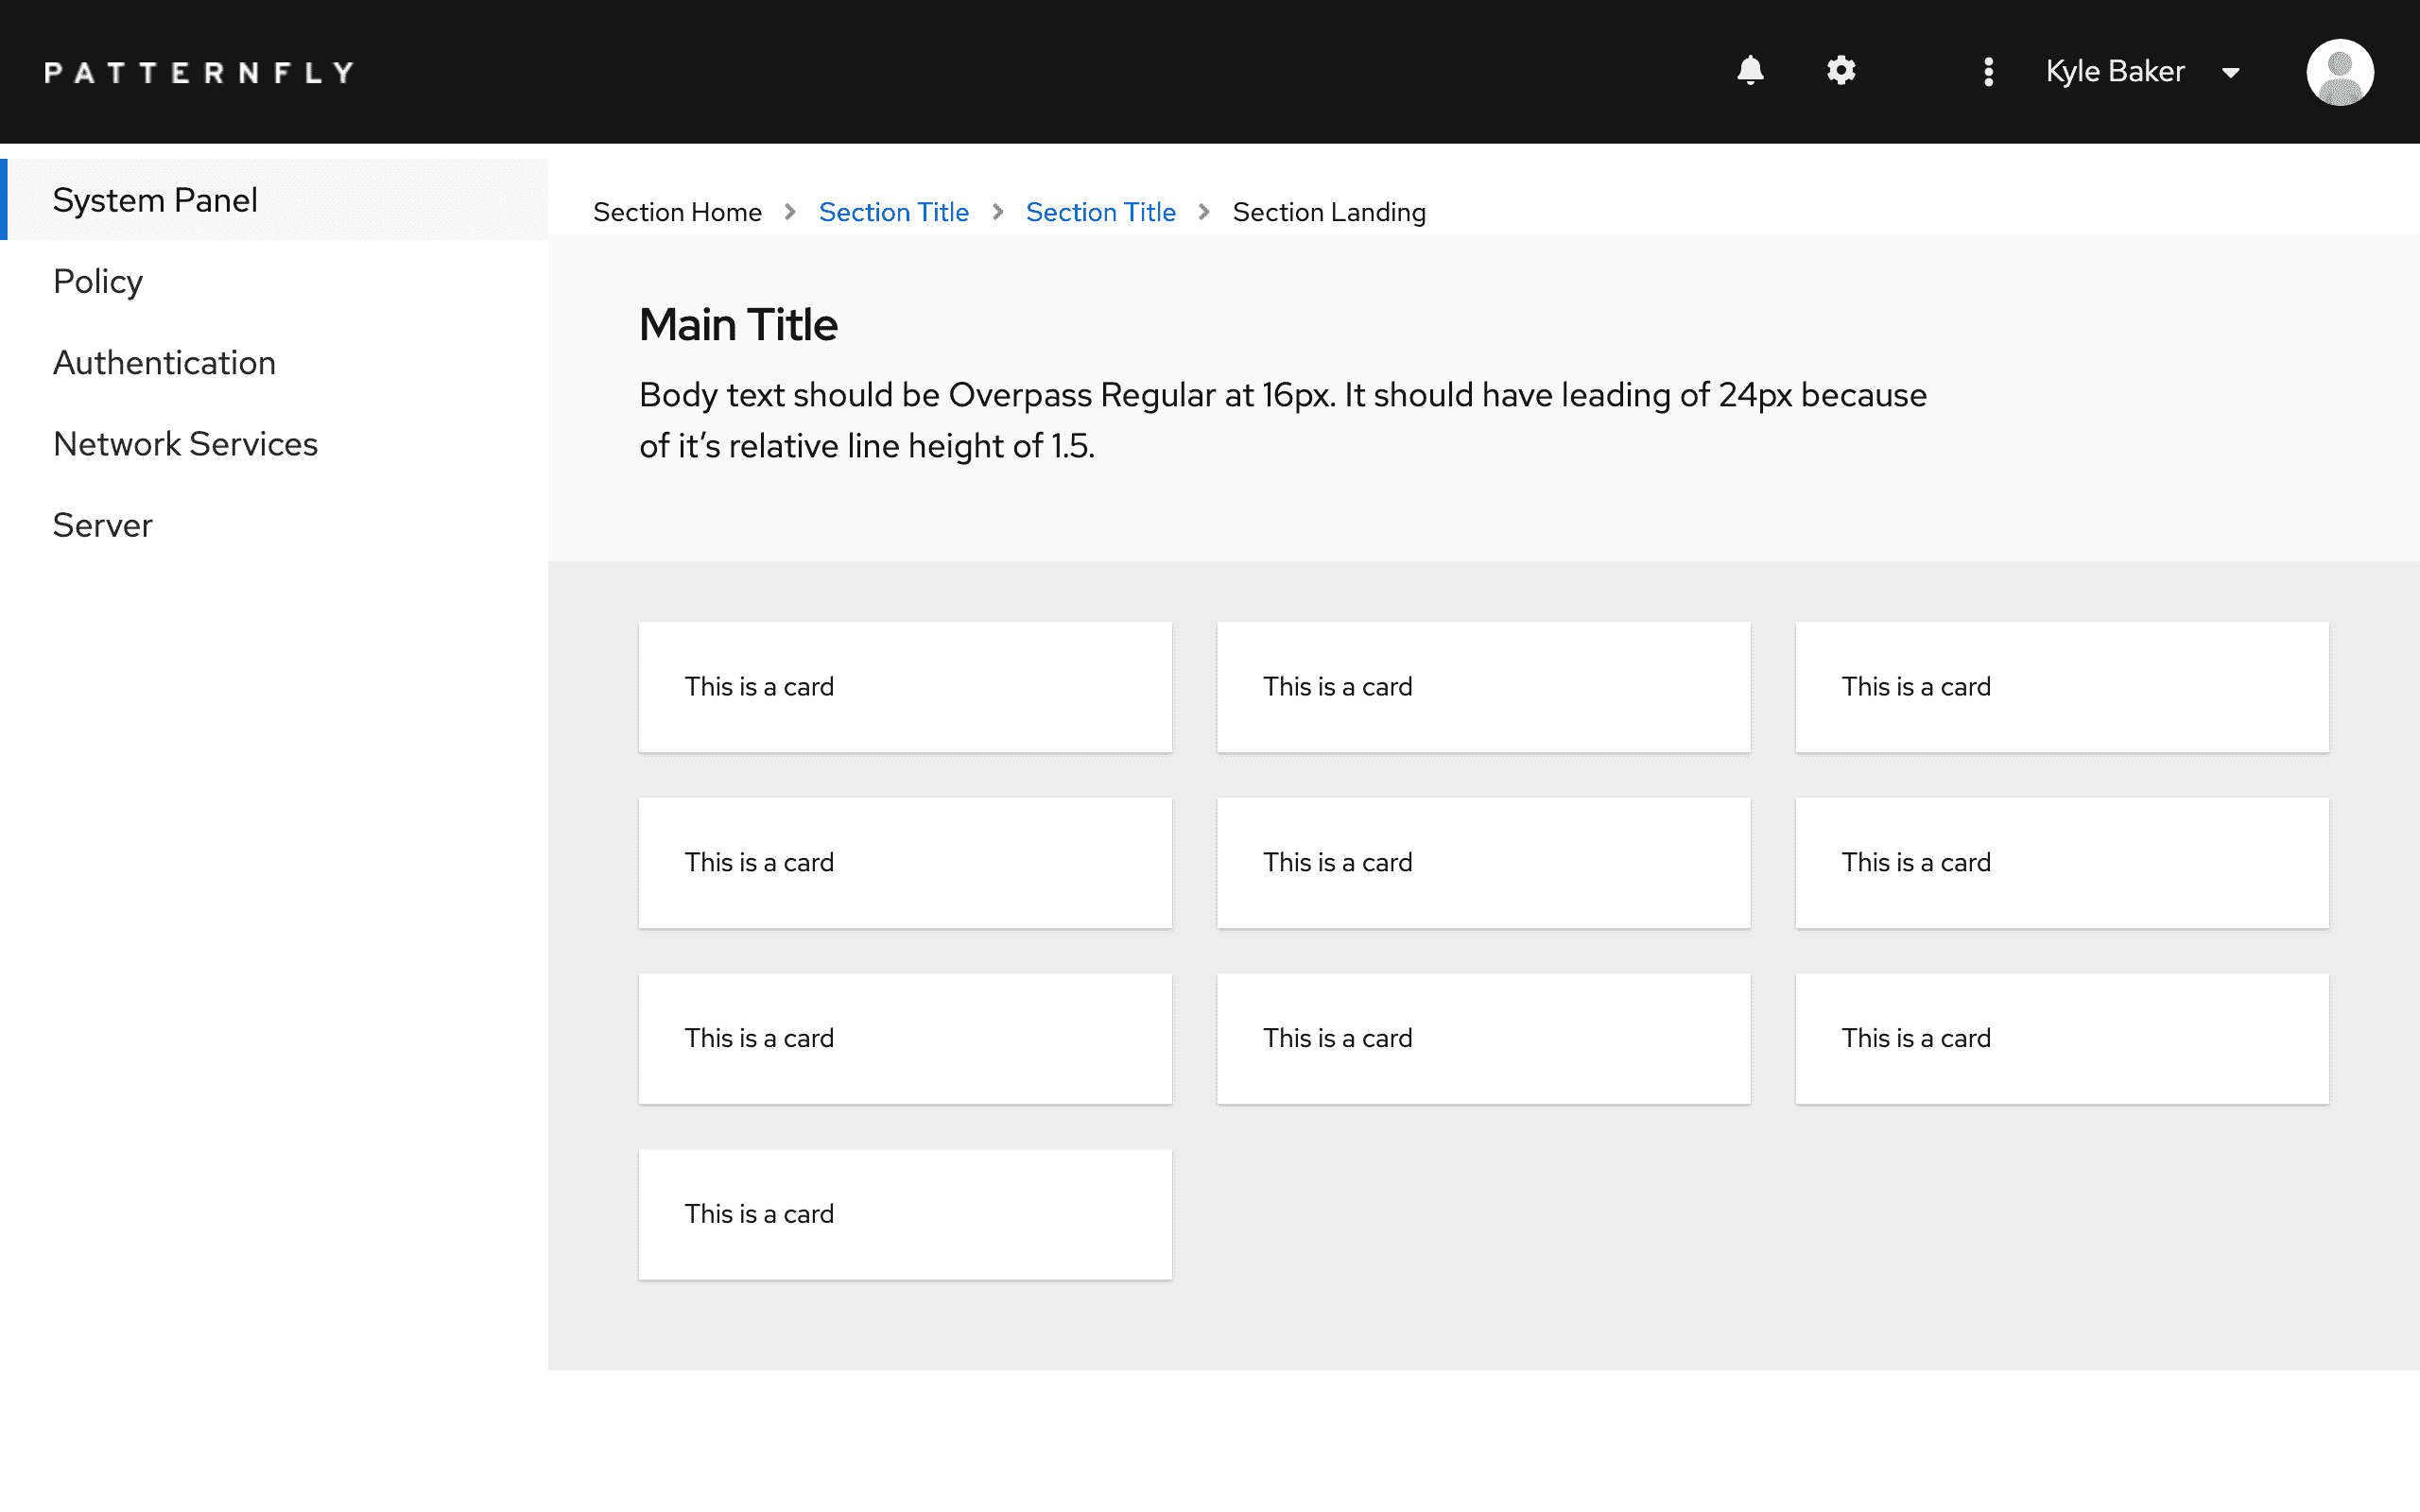 PATTERNFLY
Kyle Baker
System Panel
Policy
Authentication
Network Services
Server
Section Home
Section Title
Section Title
Section Landing
Main Title
Body text should be Overpass Regular at 16px. It should have leading of 24px because
of it’s relative line height of 1.5.
This is a card
This is a card
This is a card
This is a card
This is a card
This is a card
This is a card
This is a card
This is a card
This is a card